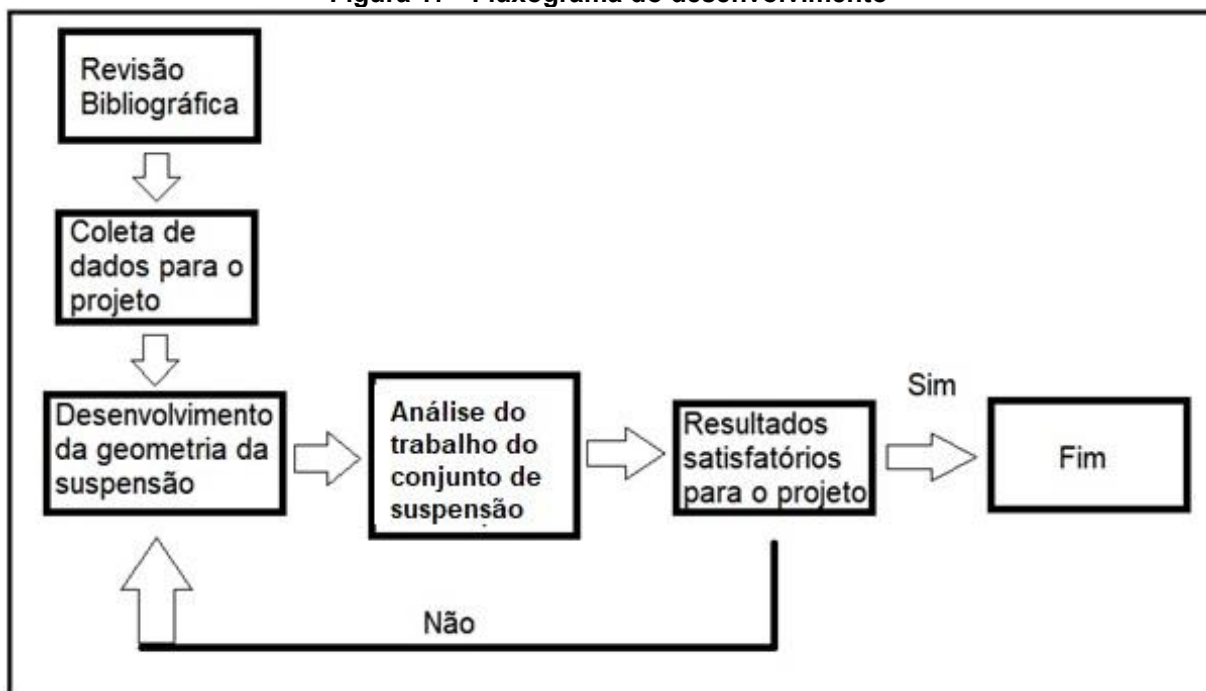 Revisão
Bibliográfica
Coleta de
dados para o
projeto
Desenvolvimento
da geometria da
suspensão
Análise do
trabalho do
conjunto de
suspensão
Resultados
satisfatórios
para o projeto
Sim
Fim
Não